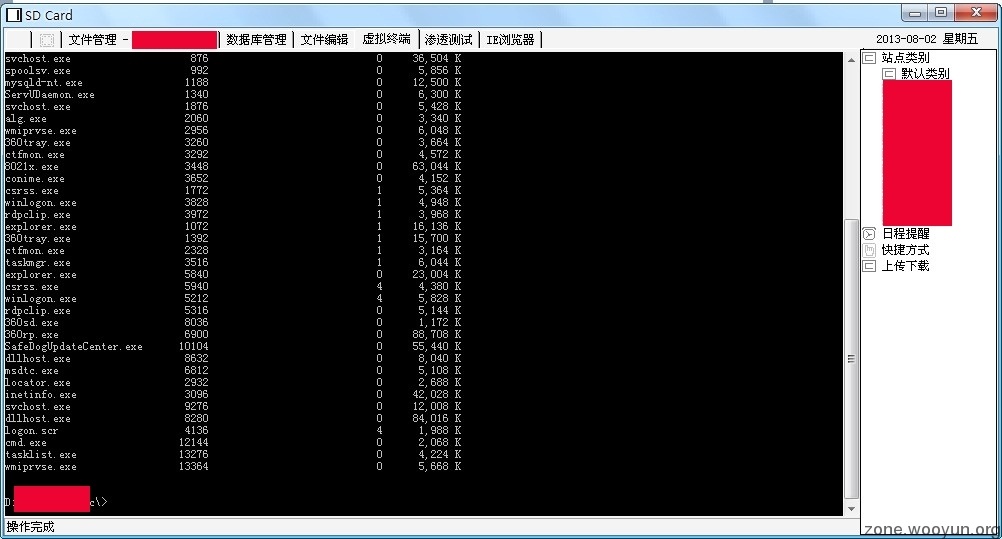 SD Card
文件管理 - 数据库管理 文件编辑 虚拟终端 渗透测试 IE浏览器 2013-08-02 星期五
svchost.exe 876 0 36,504 K
spoolsv.exe 992 0 5,856 K
mysqld-nt.exe 1188 0 12,500 K
ServUDaemon.exe 1340 0 6,300 K
svchost.exe 1876 0 5,428 K
alg.exe 2060 0 3,340 K
wmiprvse.exe 2956 0 6,048 K
360tray.exe 3260 0 3,664 K
ctfmon.exe 3292 0 4,572 K
8021x.exe 3448 0 63,044 K
conime.exe 3652 0 4,152 K
csrss.exe 1772 1 5,364 K
winlogon.exe 3828 1 4,948 K
rdpclip.exe 3972 1 3,968 K
explorer.exe 1072 1 16,136 K
360tray.exe 1392 1 15,700 K
ctfmon.exe 2328 1 3,164 K
taskmgr.exe 3516 1 6,044 K
explorer.exe 5840 0 23,004 K
csrss.exe 5940 4 4,380 K
winlogon.exe 5212 4 5,828 K
rdpclip.exe 5316 0 5,144 K
360sd.exe 8036 0 1,172 K
360rp.exe 6900 0 88,708 K
SafeDogUpdateCenter.exe 10104 0 55,440 K
dllhost.exe 8632 0 8,040 K
msdtc.exe 6812 0 5,108 K
locator.exe 2932 0 2,688 K
inetinfo.exe 3096 0 42,028 K
svchost.exe 9276 0 12,008 K
dllhost.exe 8280 0 84,016 K
logon.scr 4136 4 1,988 K
cmd.exe 12144 0 2,068 K
tasklist.exe 13276 0 4,224 K
wmiprvse.exe 13364 0 5,668 K
D: c\>
操作完成
站点类别
默认类别
日程提醒
快捷方式
上传下载
zone.wooyun.org